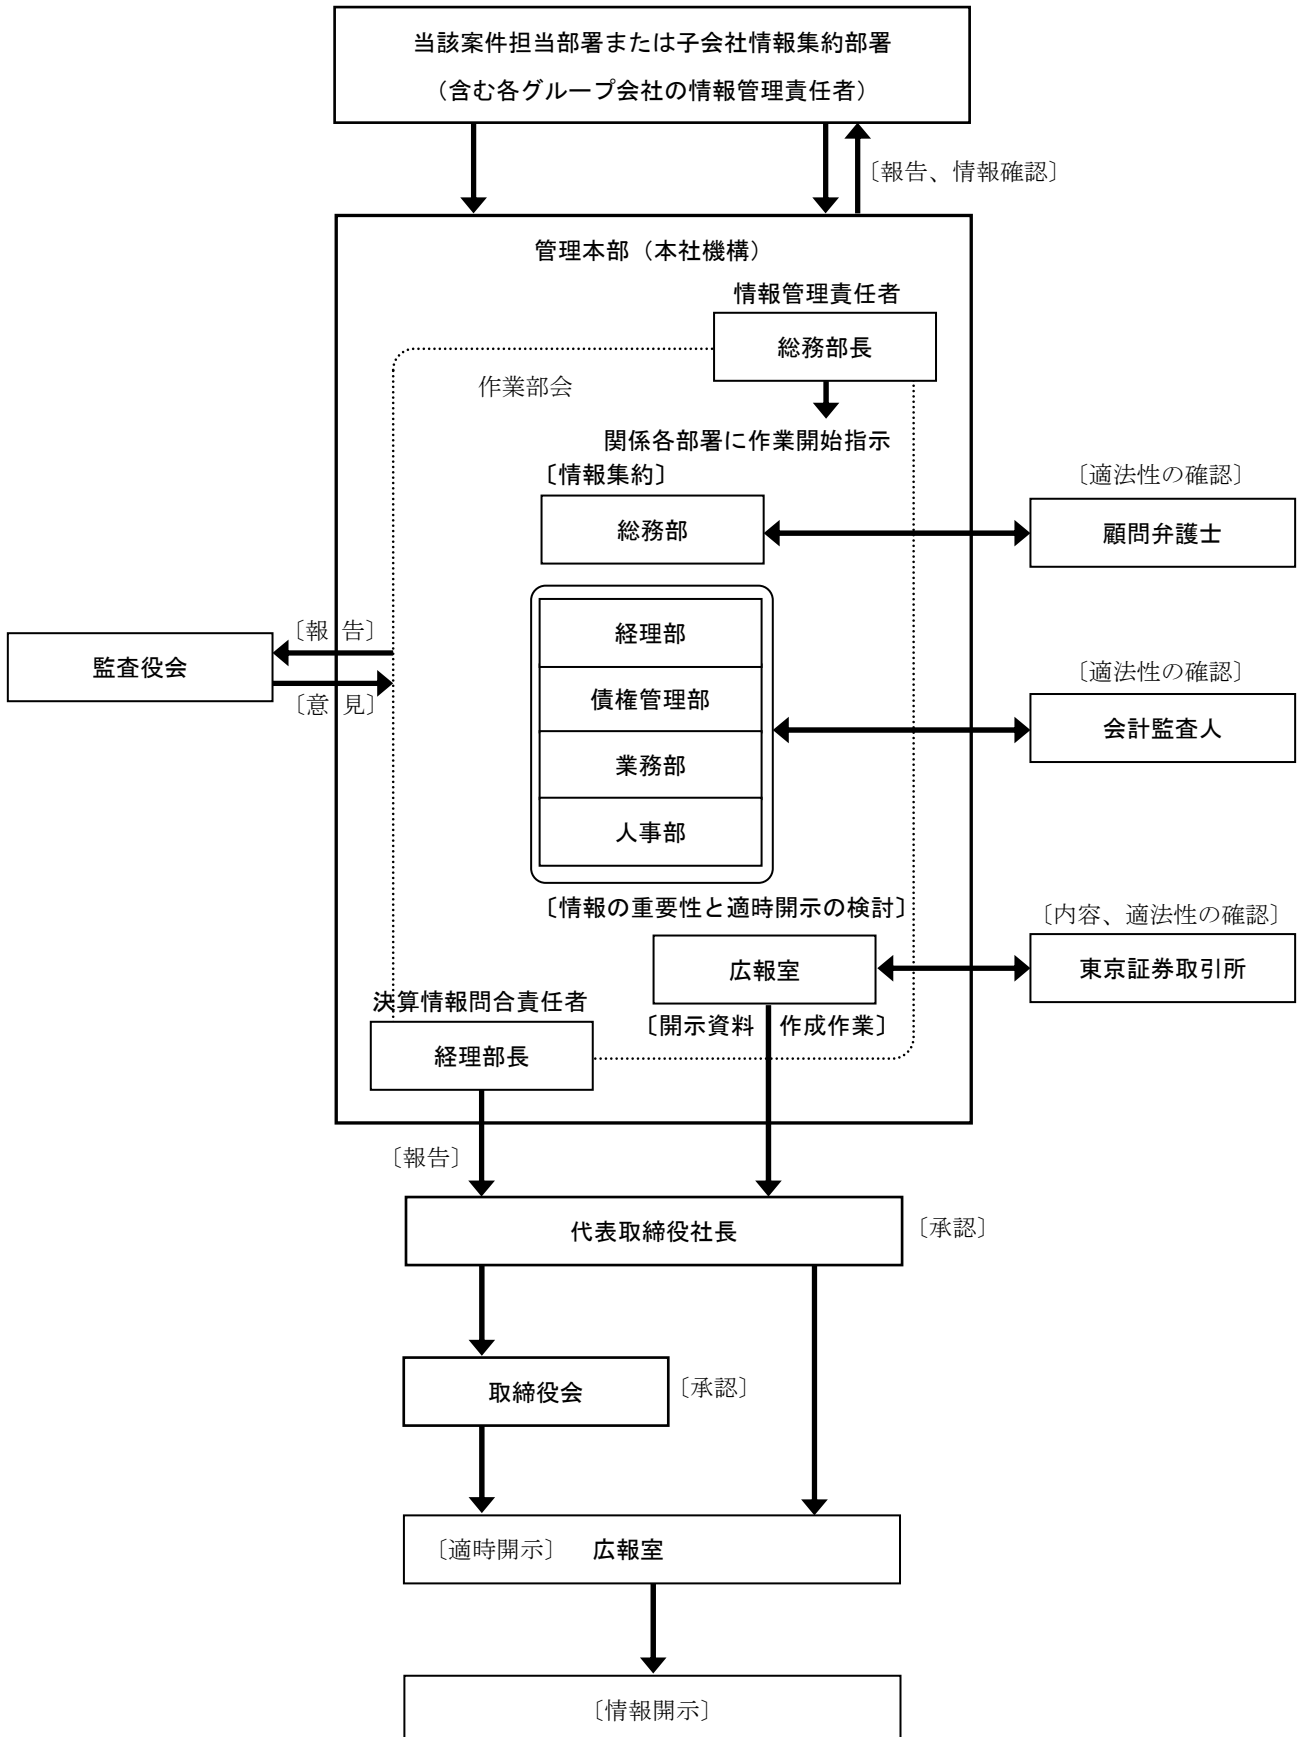 当該案件担当部署または子会社情報集約部署
（含む各グループ会社の情報管理責任者）
〔報告、情報確認〕
管理本部（本社機構）
情報管理責任者
総務部長
作業部会
関係各部署に作業開始指示
〔情報集約〕
〔適法性の確認〕
総務部
顧問弁護士
〔報 告〕
経理部
監査役会
〔適法性の確認〕
債権管理部
〔意 見〕
会計監査人
業務部
人事部
〔情報の重要性と適時開示の検討〕
〔内容、適法性の確認〕
広報室
東京証券取引所
決算情報問合責任者
〔開示資料 作成作業〕
経理部長
〔報告〕
代表取締役社長
〔承認〕
取締役会
〔承認〕
〔適時開示〕 広報室
〔情報開示〕